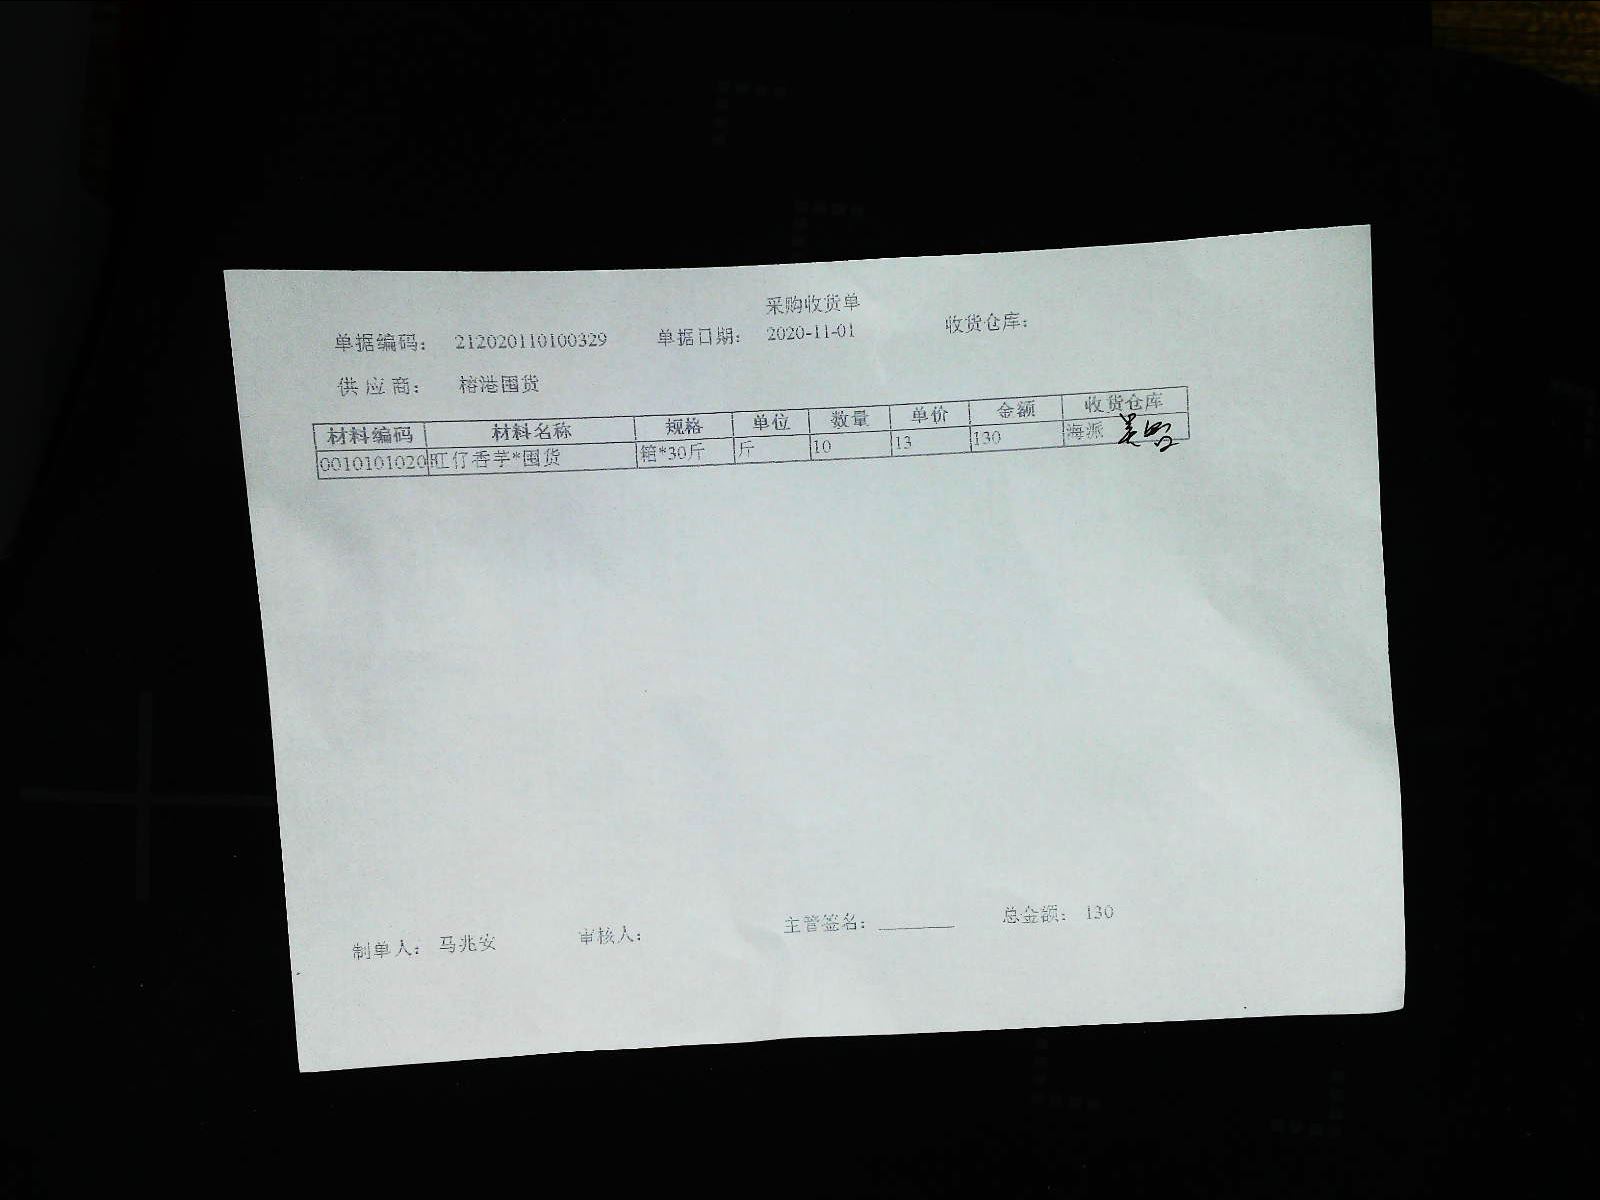 采购收货单
单据编码： 212020110100329 单据日期： 2020-11-01 收货仓库：
供应商： 榕港囤货
材料编码 材料名称 规格 单位 数量 单价 金额 收货仓库
0010101020 旺仔香芋*囤货 箱*30斤 斤 10 13 130 海派
制单人： 马兆安 审核人： 主管签名： 总金额： 130